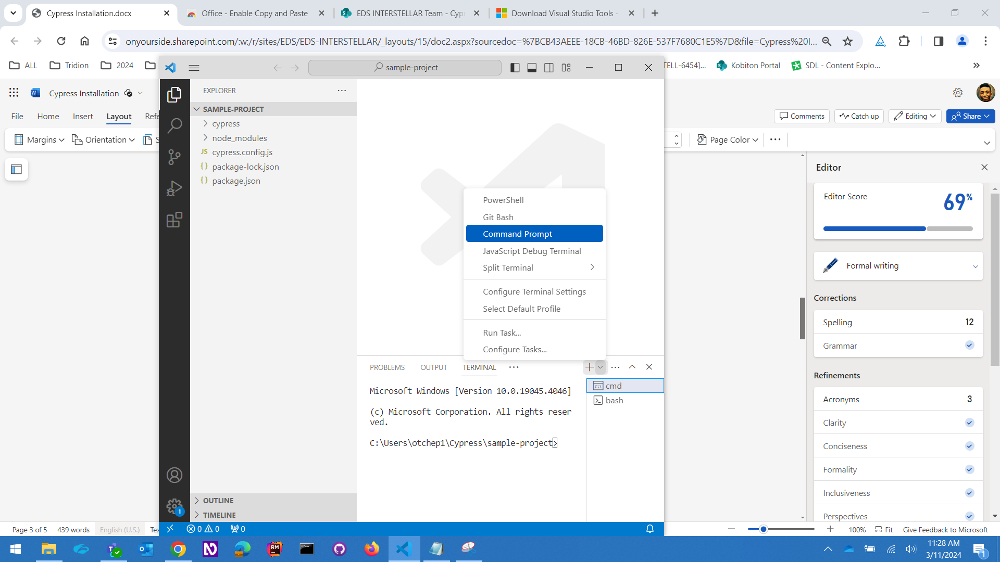 Cypress Installation.docx
Office - Enable Copy and Paste
EDS INTERSTELLAR Team - Cypr
Download Visual Studio Tools -
onyourside.sharepoint.com/:w:/r/sites/EDS/EDS-INTERSTELLAR/_layouts/15/doc2.aspx?sourcedoc=%7BCB43AEEE-18CB-46BD-826E-537F7680C1E5%7D&file=Cypress%20I...
ALL
Tridion
2024
TELL-6454]...
Kobiton Portal
SDL - Content Explo...
sample-project
Cypress Installation
File
Home
Insert
Layout
Refe
Comments
Catch up
Editing
Share
Margins
Orientation
S
Page Color
EXPLORER
SAMPLE-PROJECT
cypress
node_modules
JS cypress.config.js
{} package-lock.json
{} package.json
OUTLINE
TIMELINE
1
PowerShell
Git Bash
Command Prompt
JavaScript Debug Terminal
Split Terminal
Configure Terminal Settings
Select Default Profile
Run Task...
Configure Tasks...
PROBLEMS
OUTPUT
TERMINAL
Microsoft Windows [Version 10.0.19045.4046]
(c) Microsoft Corporation. All rights reser
ved.
C:\Users\otchep1\Cypress\sample-project>
cmd
bash
0
0
0
Editor
Editor Score
69%
Formal writing
Corrections
Spelling 12
Grammar
Refinements
Acronyms 3
Clarity
Conciseness
Formality
Inclusiveness
Perspectives
Page 3 of 5
439 words
English (U.S.)
Tex
100%
Fit
Give Feedback to Microsoft
RM
11:28 AM
3/11/2024
1